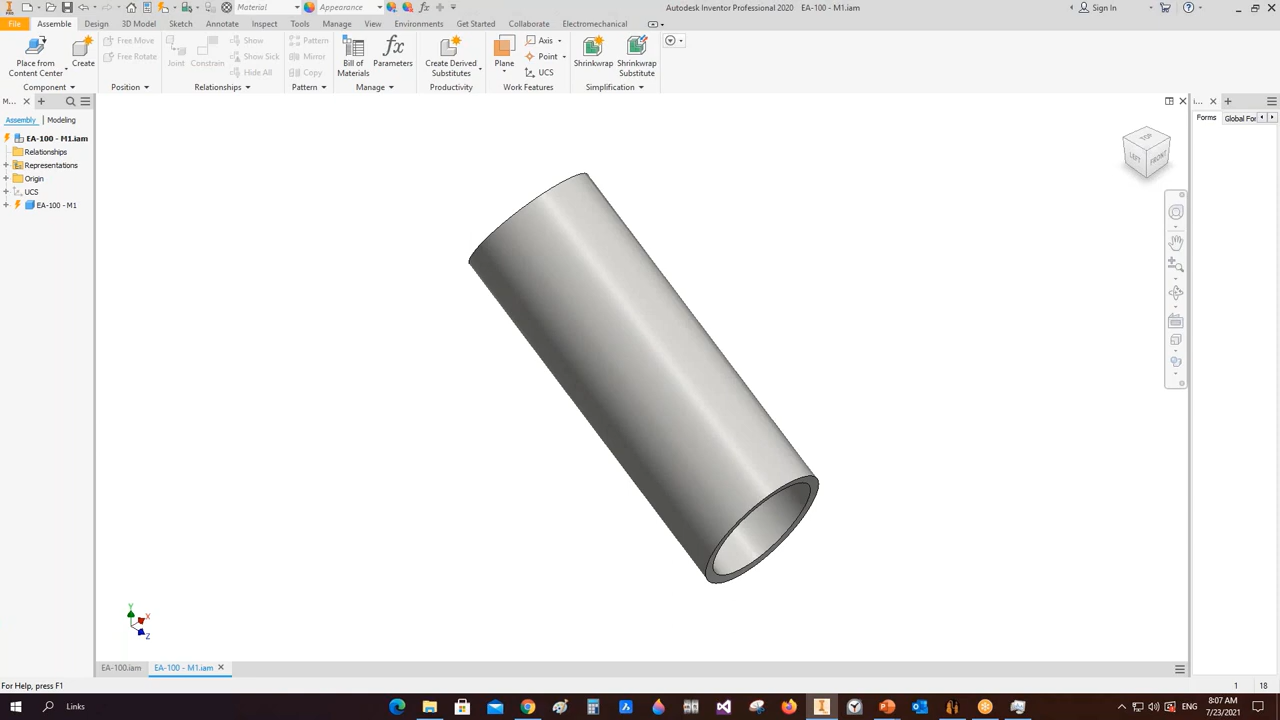 Material
Appearance
Autodesk Inventor Professional 2020 EA-100 - M1.iam
Sign In
File Assemble Design 3D Model Sketch Annotate Inspect Tools Manage View Environments Get Started Collaborate Electromechanical
Place from
Content Center
Create
Free Move
Free Rotate
Joint
Constrain
Show
Show Sick
Hide All
Pattern
Mirror
Copy
Bill of
Materials
Parameters
Create Derived
Substitutes
Plane
Axis
Point
UCS
Shrinkwrap
Shrinkwrap
Substitute
Component Position Relationships Pattern Manage Productivity Work Features Simplification
M...
i...
Assembly Modeling
Forms Global For
EA-100 - M1.iam
Relationships
Representations
Origin
UCS
EA-100 - M1
TOP
LEFT
FRONT
Y
X
Z
EA-100.iam EA-100 - M1.iam
For Help, press F1
1 18
Links
8:07 AM
7/23/2021